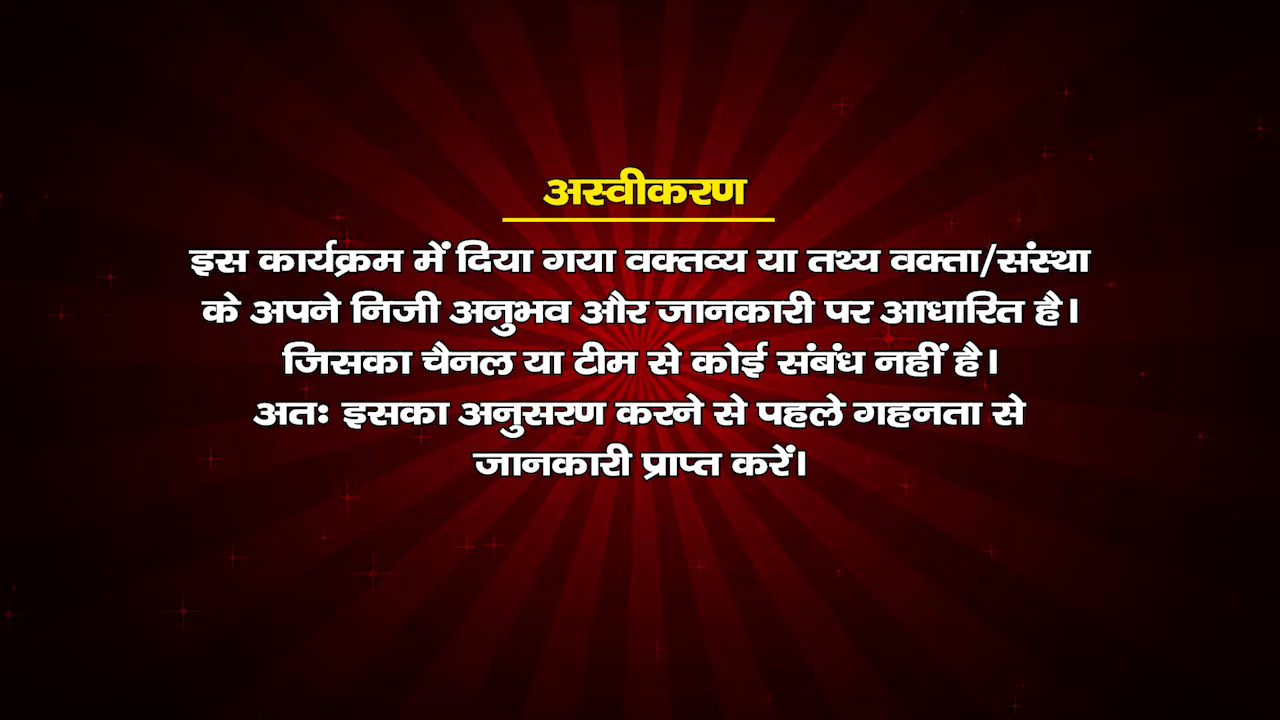 अस्वीकरण
इस कार्यक्रम में दिया गया वक्तव्य या तथ्य वक्ता/संस्था
के अपने निजी अनुभव और जानकारी पर आधारित है।
जिसका चैनल या टीम से कोई संबंध नहीं है।
अतः इसका अनुसरण करने से पहले गहनता से
जानकारी प्राप्त करें।